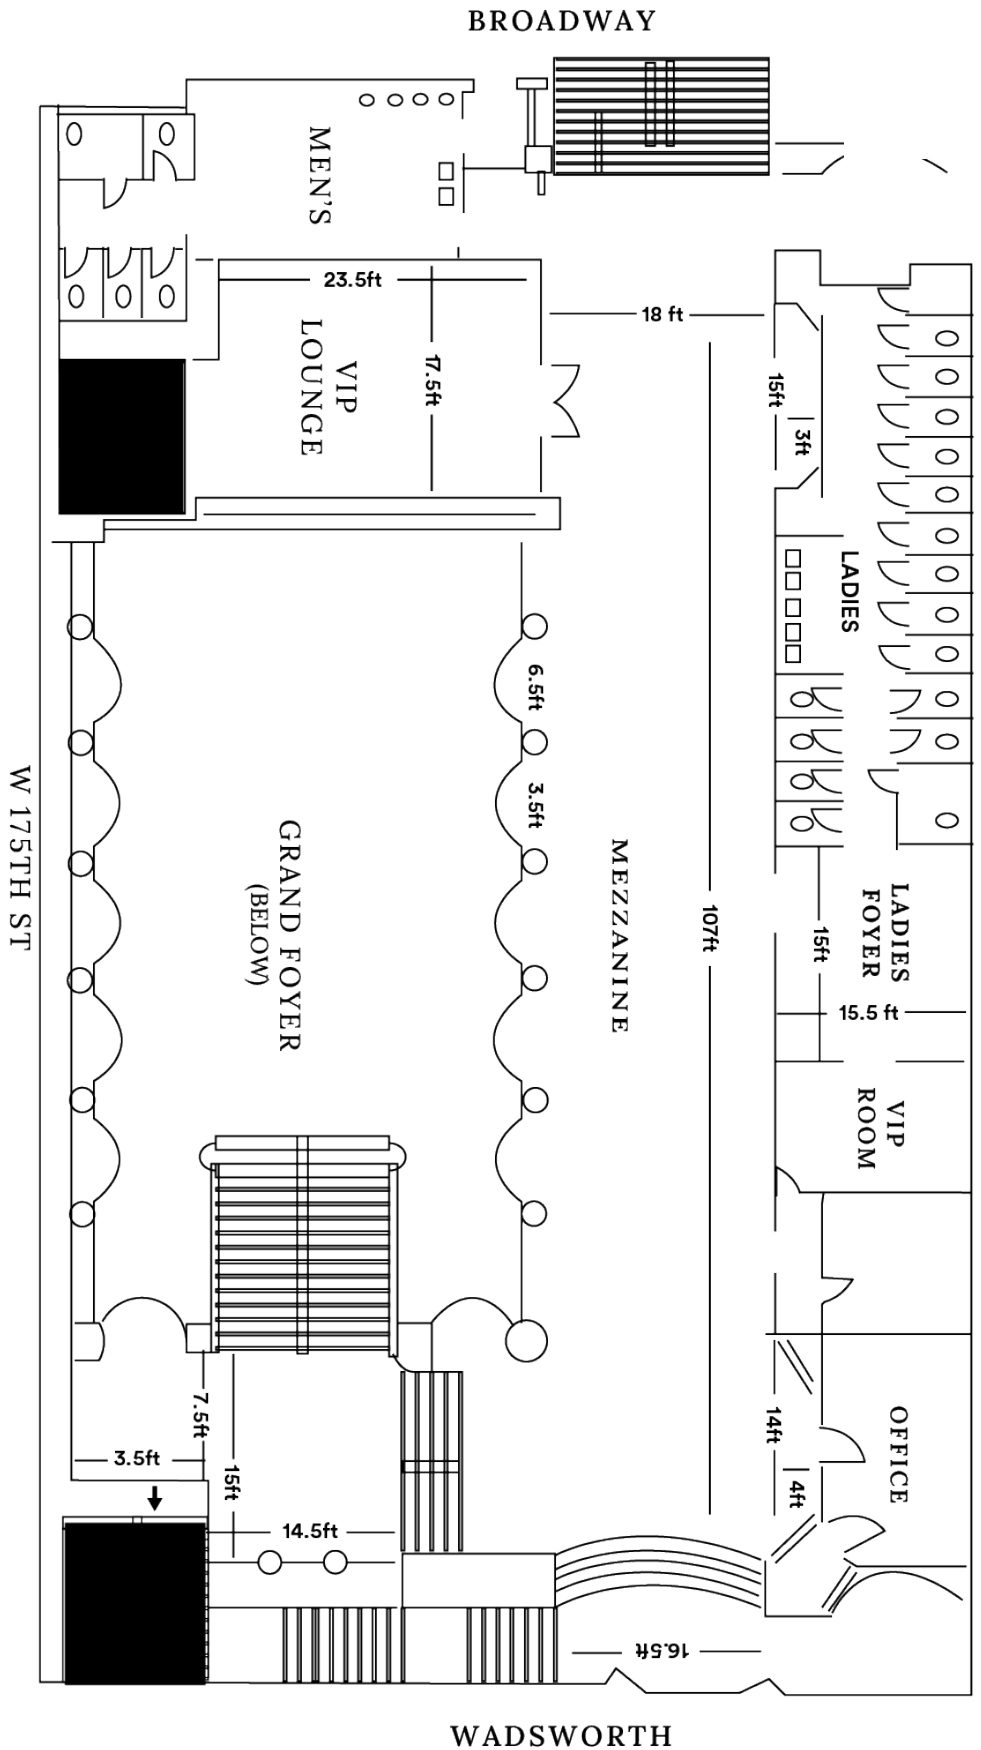 BROADWAY
MEN'S
23.5ft
VIP
LOUNGE
17.5ft
18 ft
15ft
3ft
LADIES
6.5ft
3.5ft
W 175TH ST
GRAND FOYER
(BELOW)
MEZZANINE
107ft
LADIES
FOYER
15ft
15.5 ft
VIP
ROOM
7.5ft
3.5ft
15ft
14.5ft
14ft
4ft
OFFICE
16.5ft
WADSWORTH